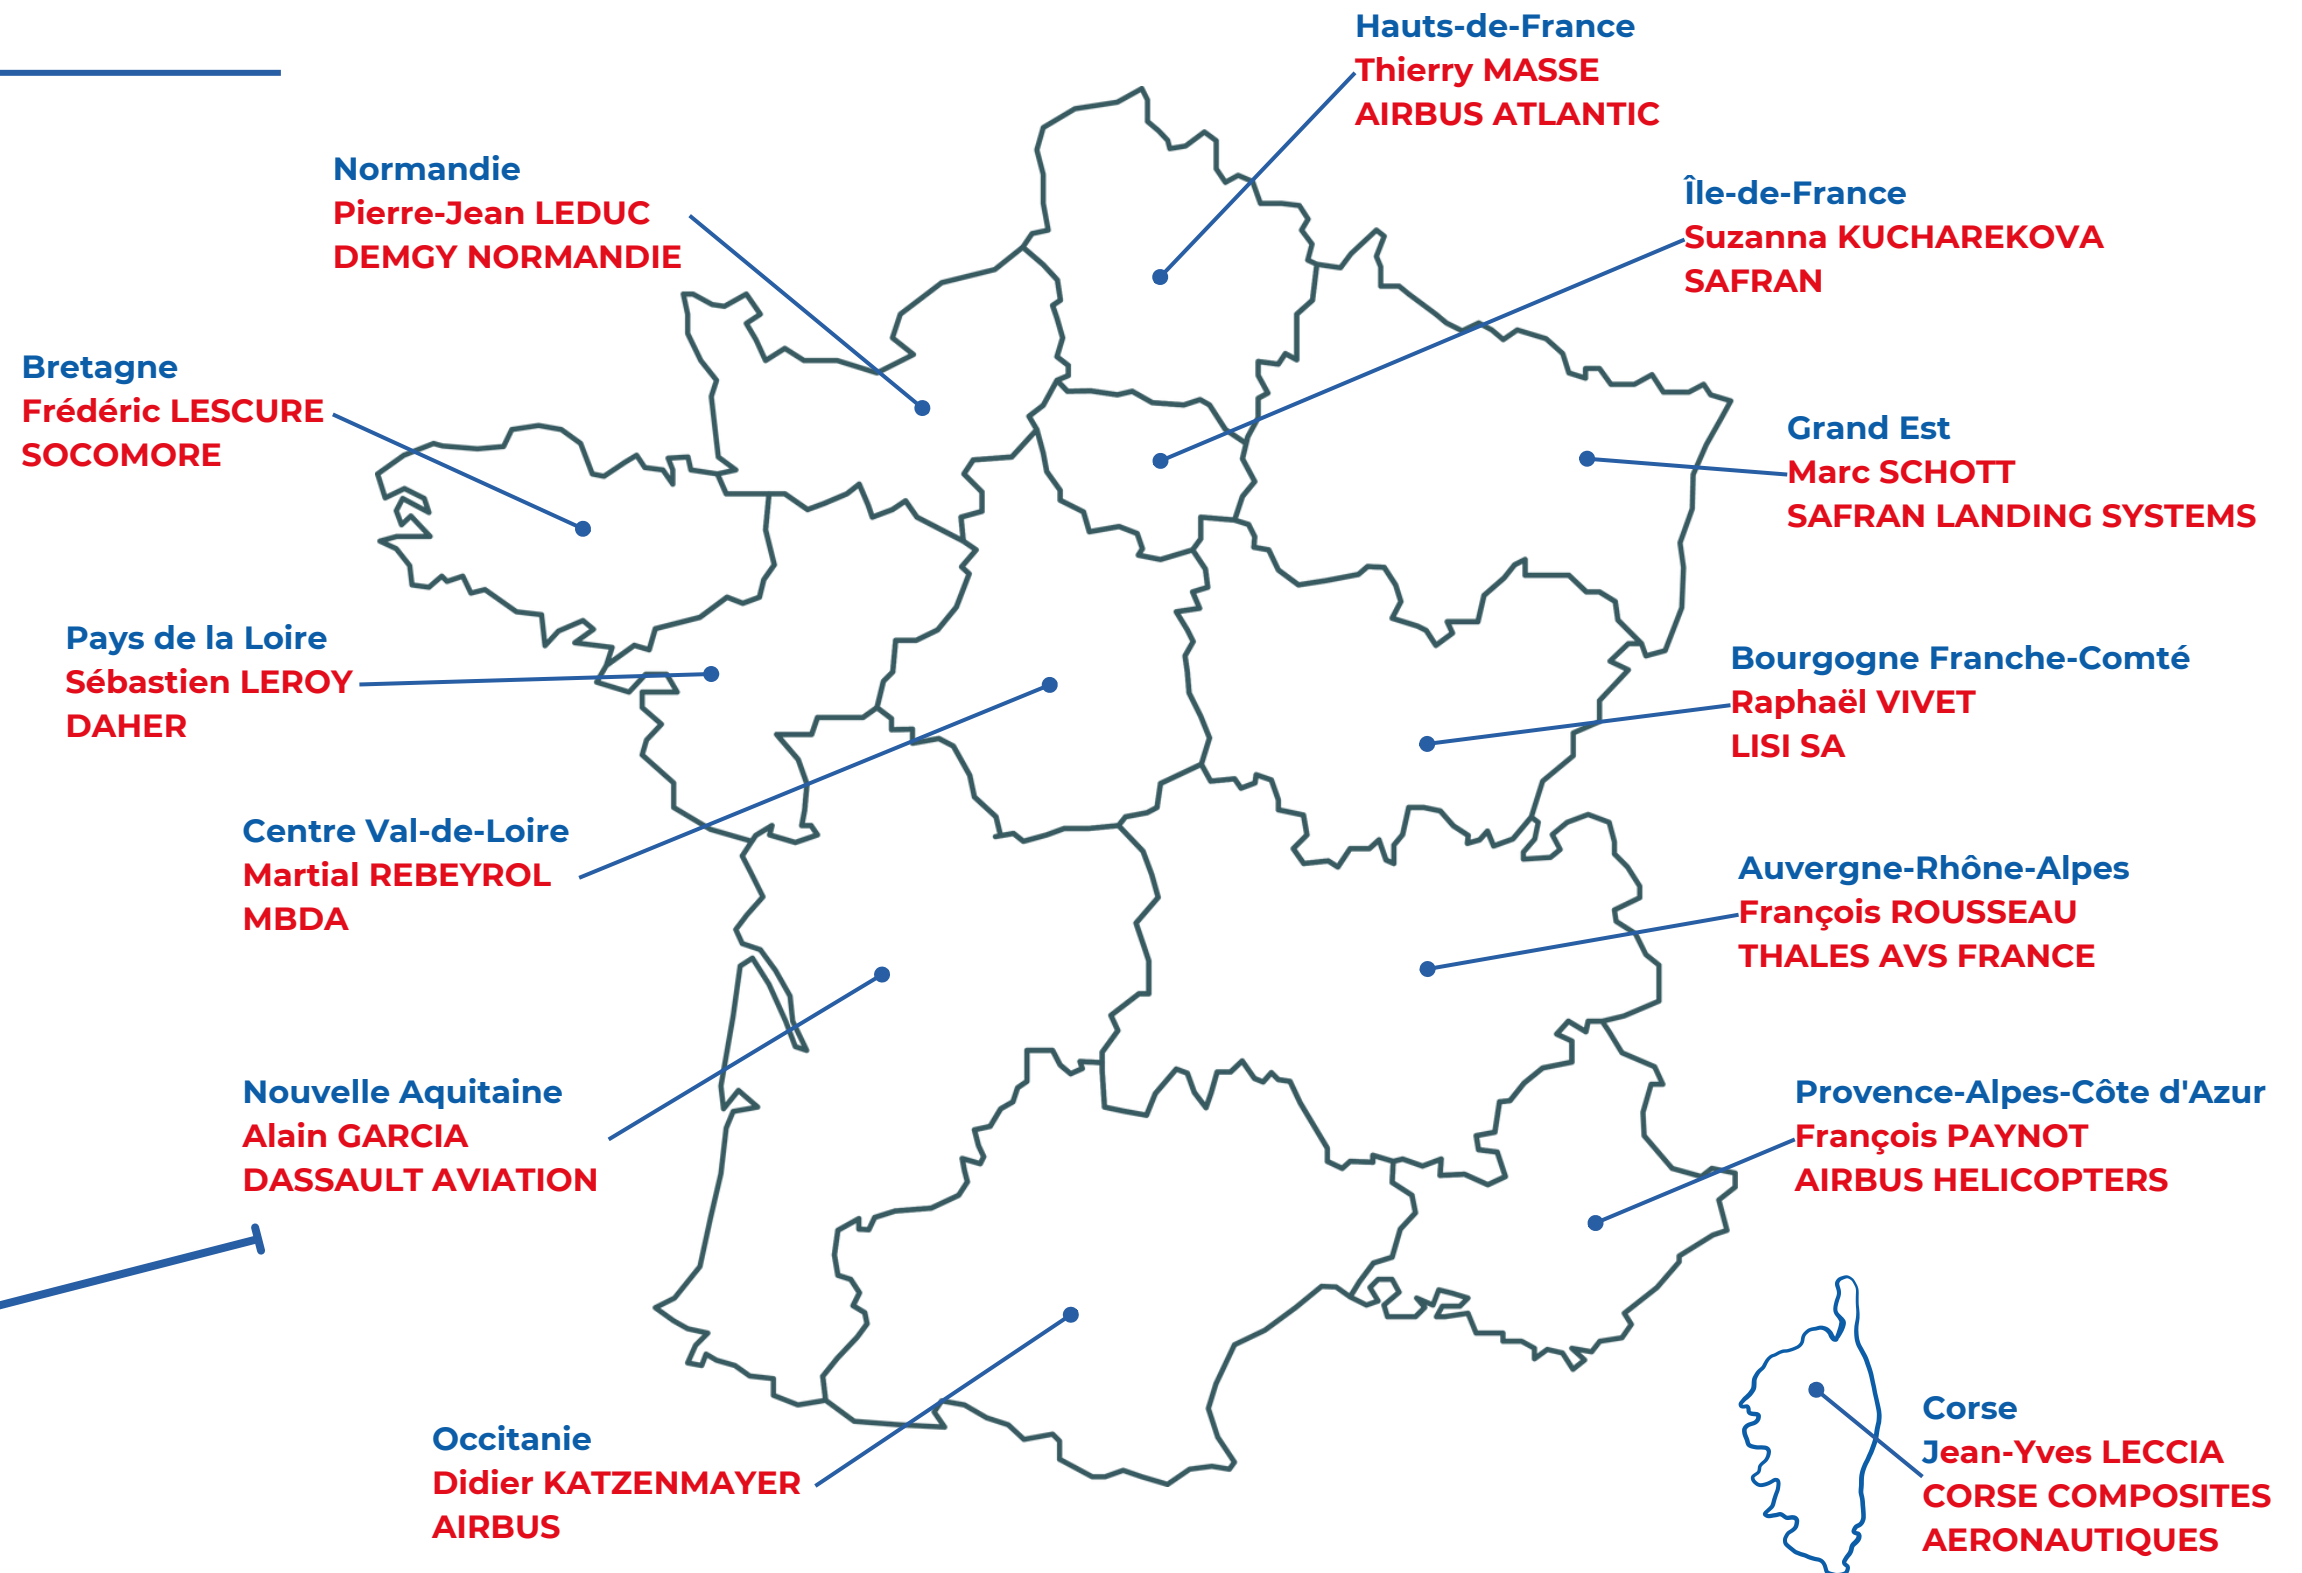 Hauts-de-France
Thierry MASSE
AIRBUS ATLANTIC
Normandie
Pierre-Jean LEDUC
DEMGY NORMANDIE
Île-de-France
Suzanna KUCHAREKOVA
SAFRAN
Bretagne
Frédéric LESCURE
SOCOMORE
Grand Est
Marc SCHOTT
SAFRAN LANDING SYSTEMS
Pays de la Loire
Sébastien LEROY
DAHER
Bourgogne Franche-Comté
Raphaël VIVET
LISI SA
Centre Val-de-Loire
Martial REBEYROL
MBDA
Auvergne-Rhône-Alpes
François ROUSSEAU
THALES AVS FRANCE
Nouvelle Aquitaine
Alain GARCIA
DASSAULT AVIATION
Provence-Alpes-Côte d'Azur
François PAYNOT
AIRBUS HELICOPTERS
Occitanie
Didier KATZENMAYER
AIRBUS
Corse
Jean-Yves LECCIA
CORSE COMPOSITES
AERONAUTIQUES